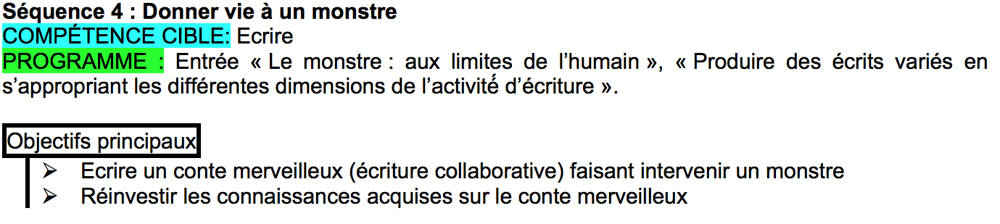 Séquence 4 : Donner vie à un monstre
COMPÉTENCE CIBLE: Ecrire
PROGRAMME : Entrée « Le monstre : aux limites de l’humain », « Produire des écrits variés en
s’appropriant les différentes dimensions de l’activité́ d’écriture ».
Objectifs principaux
➢ Ecrire un conte merveilleux (écriture collaborative) faisant intervenir un monstre
➢ Réinvestir les connaissances acquises sur le conte merveilleux